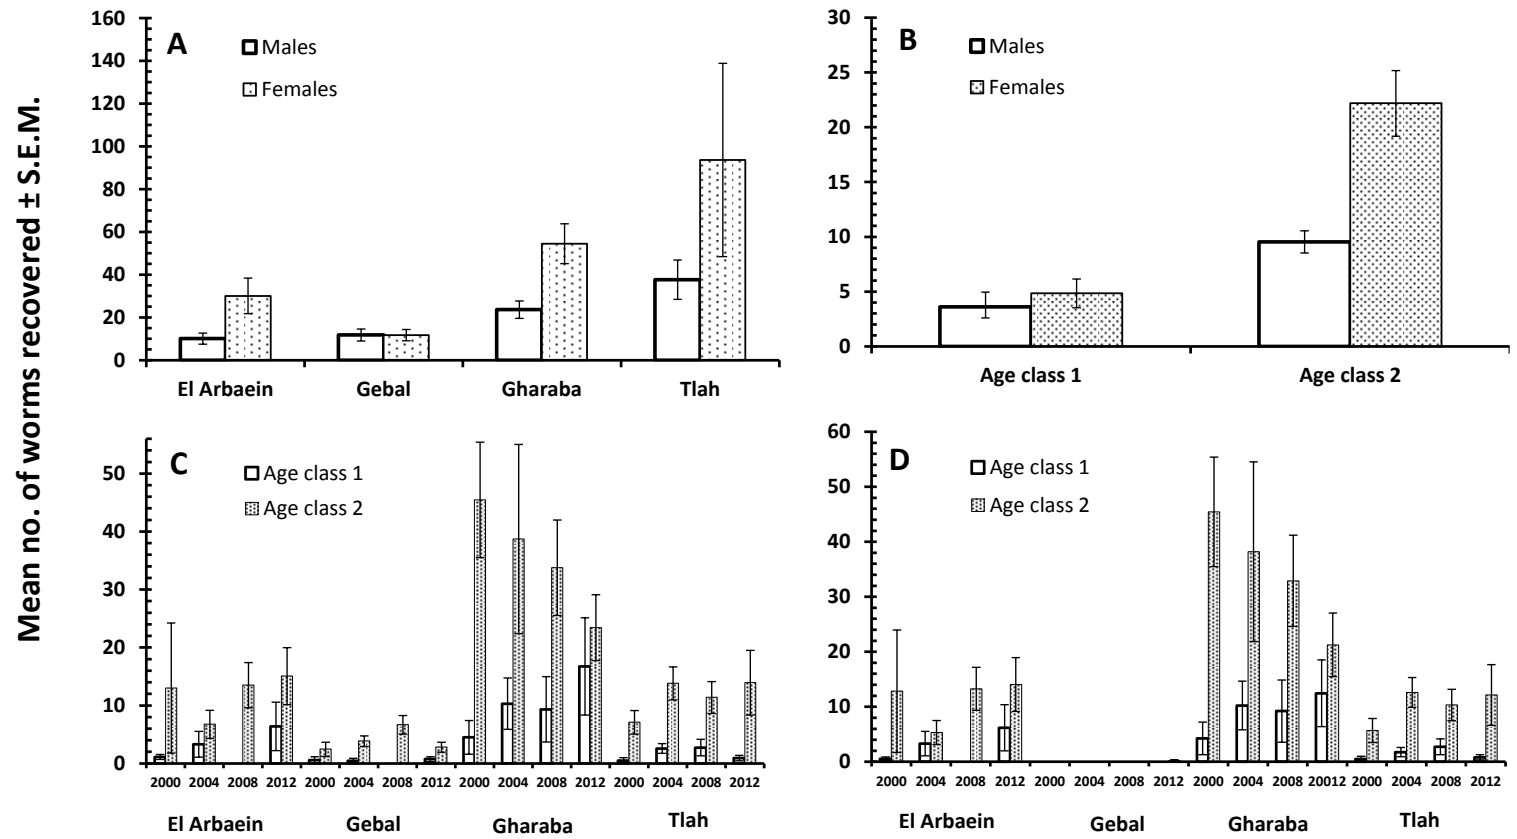 Mean no. of worms recovered ± S.E.M.
A
Males
Females
160
140
120
100
80
60
40
20
0
El Arbaein Gebal Gharaba Tlah
B
Males
Females
30
25
20
15
10
5
0
Age class 1 Age class 2
C
Age class 1
Age class 2
50
40
30
20
10
0
2000 2004 2008 2012 2000 2004 2008 2012 2000 2004 2008 2012 2000 2004 2008 2012
El Arbaein Gebal Gharaba Tlah
D
Age class 1
Age class 2
60
50
40
30
20
10
0
2000 2004 2008 2012 2000 2004 2008 2012 2000 2004 2008 20012 2000 2004 2008 2012
El Arbaein Gebal Gharaba Tlah